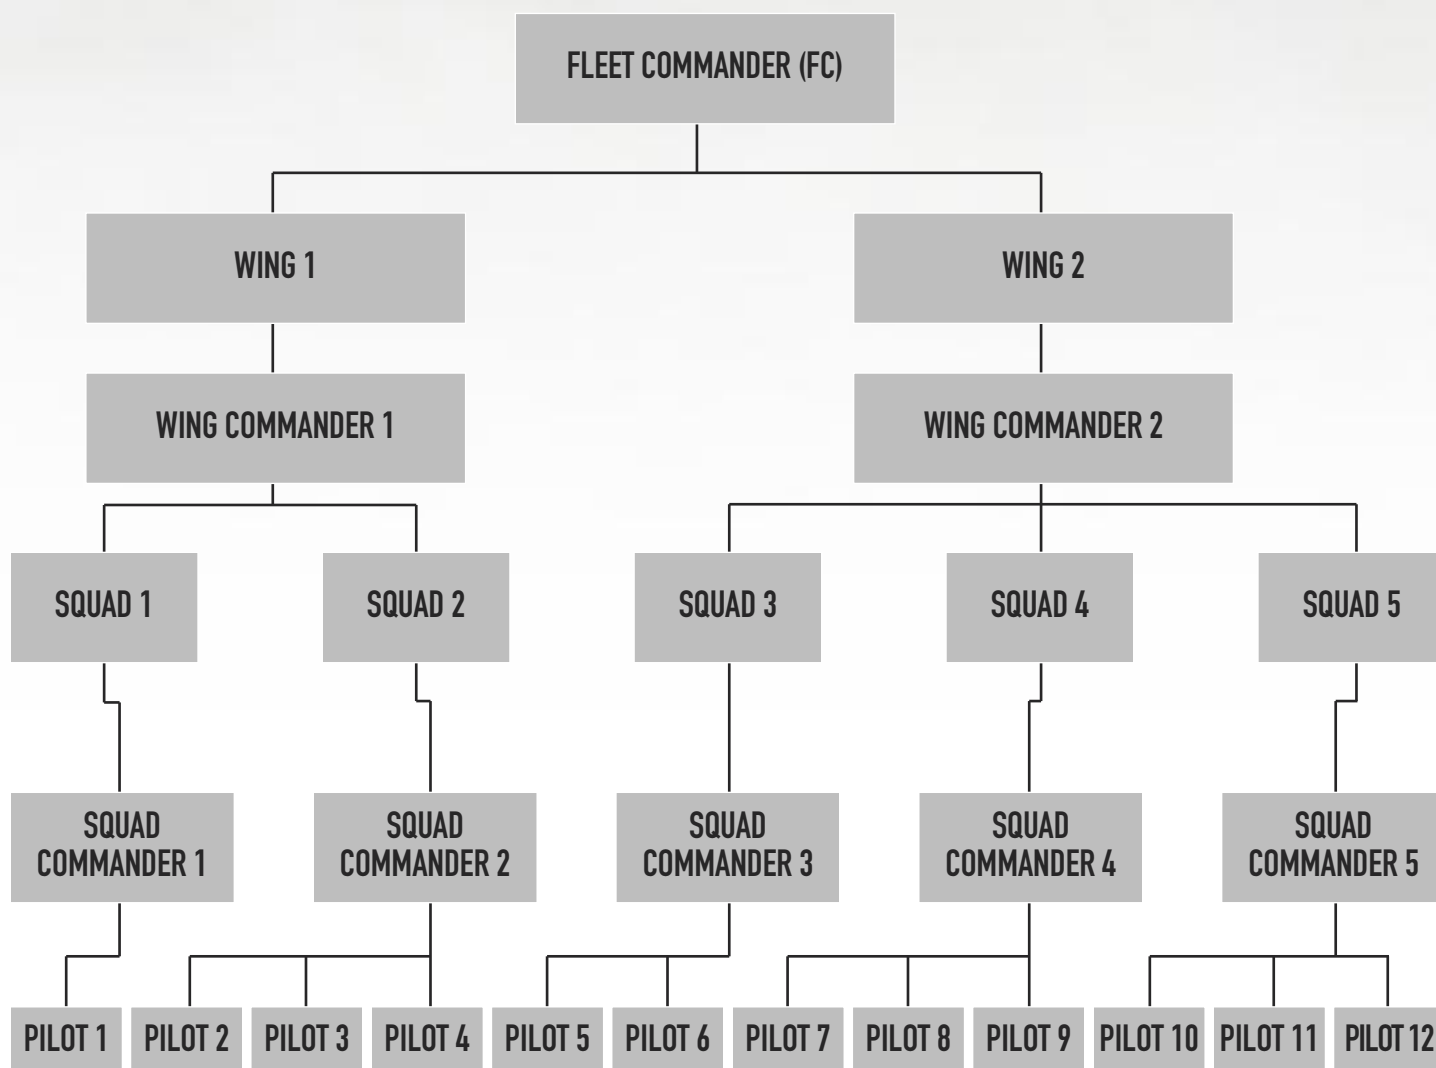 FLEET COMMANDER (FC)
WING 1
WING 2
WING COMMANDER 1
WING COMMANDER 2
SQUAD 1
SQUAD 2
SQUAD 3
SQUAD 4
SQUAD 5
SQUAD
COMMANDER 1
SQUAD
COMMANDER 2
SQUAD
COMMANDER 3
SQUAD
COMMANDER 4
SQUAD
COMMANDER 5
PILOT 1
PILOT 2
PILOT 3
PILOT 4
PILOT 5
PILOT 6
PILOT 7
PILOT 8
PILOT 9
PILOT 10
PILOT 11
PILOT 12